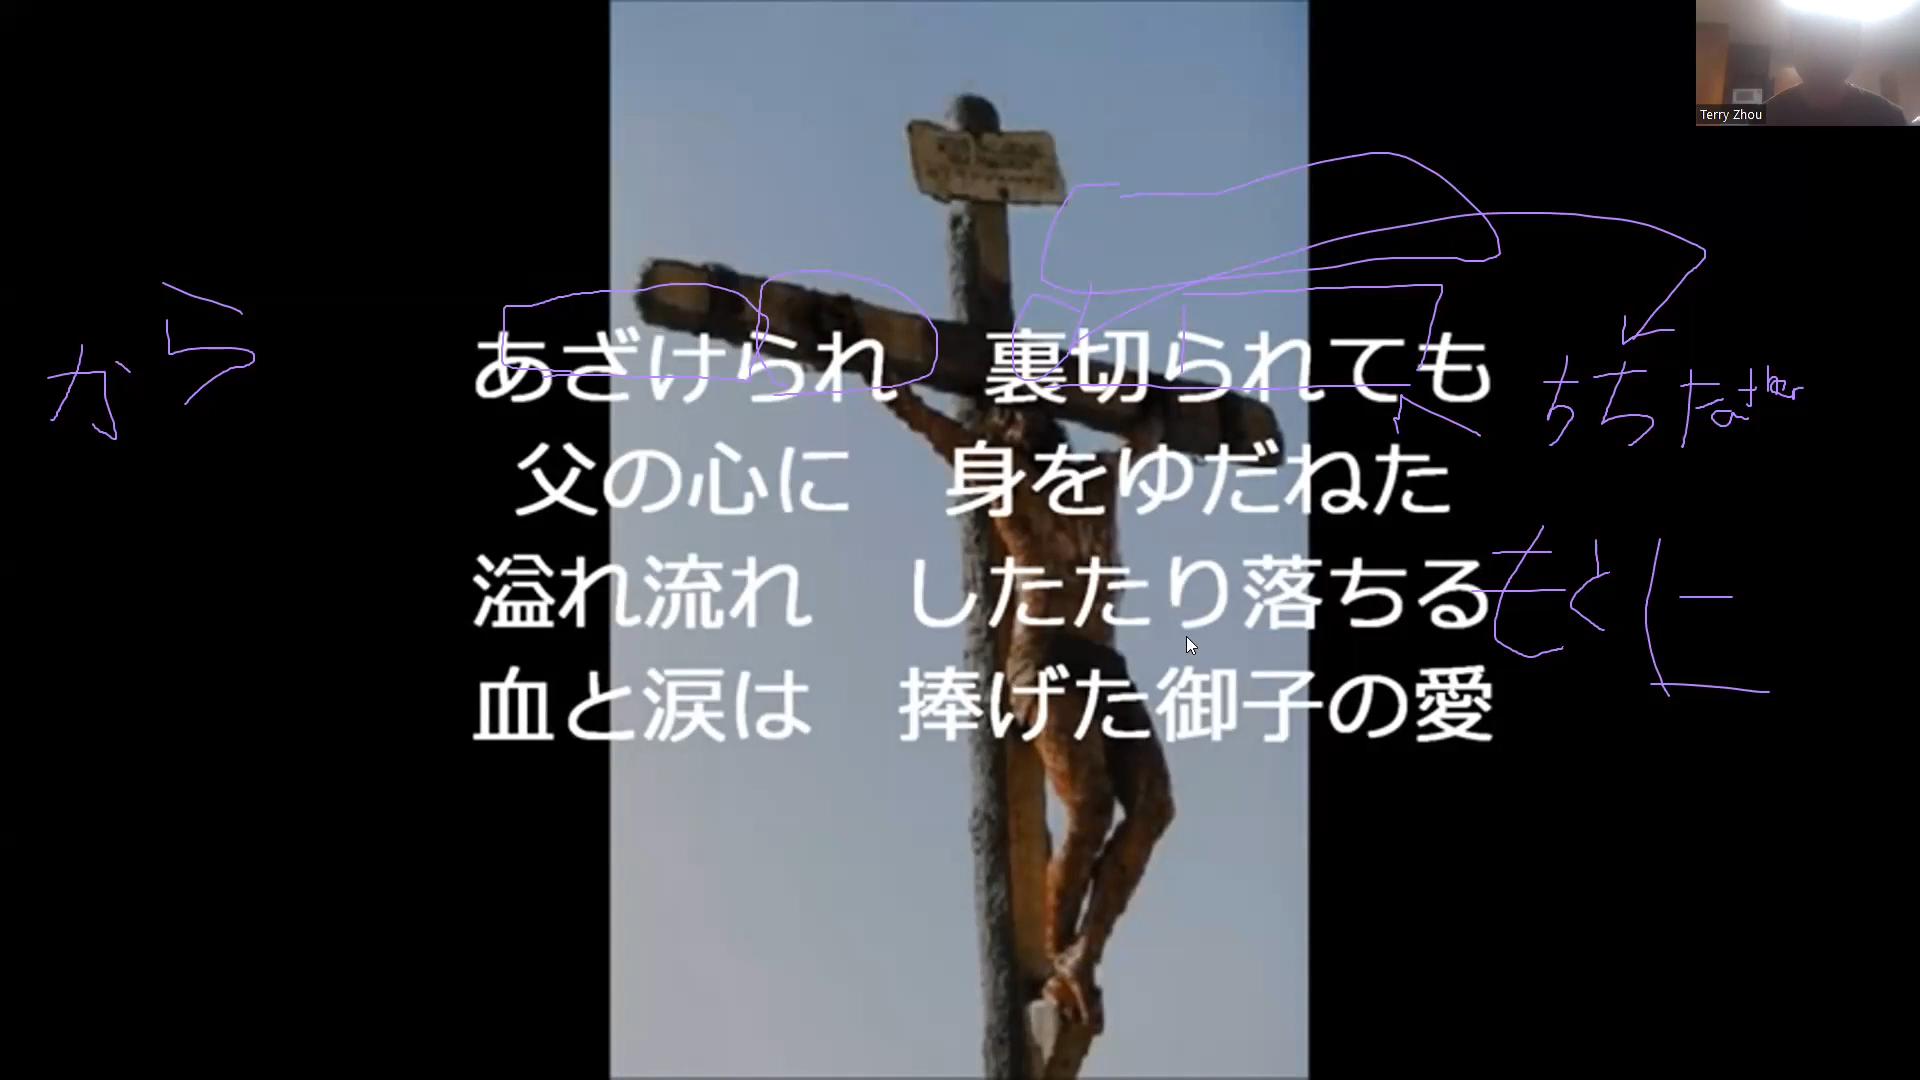 Terry Zhou
から
あざけられ　裏切られても
ちち Father
父の心に　身をゆだねた
溢れ流れ　したたり落ちる
もとに
血と涙は　捧げた御子の愛